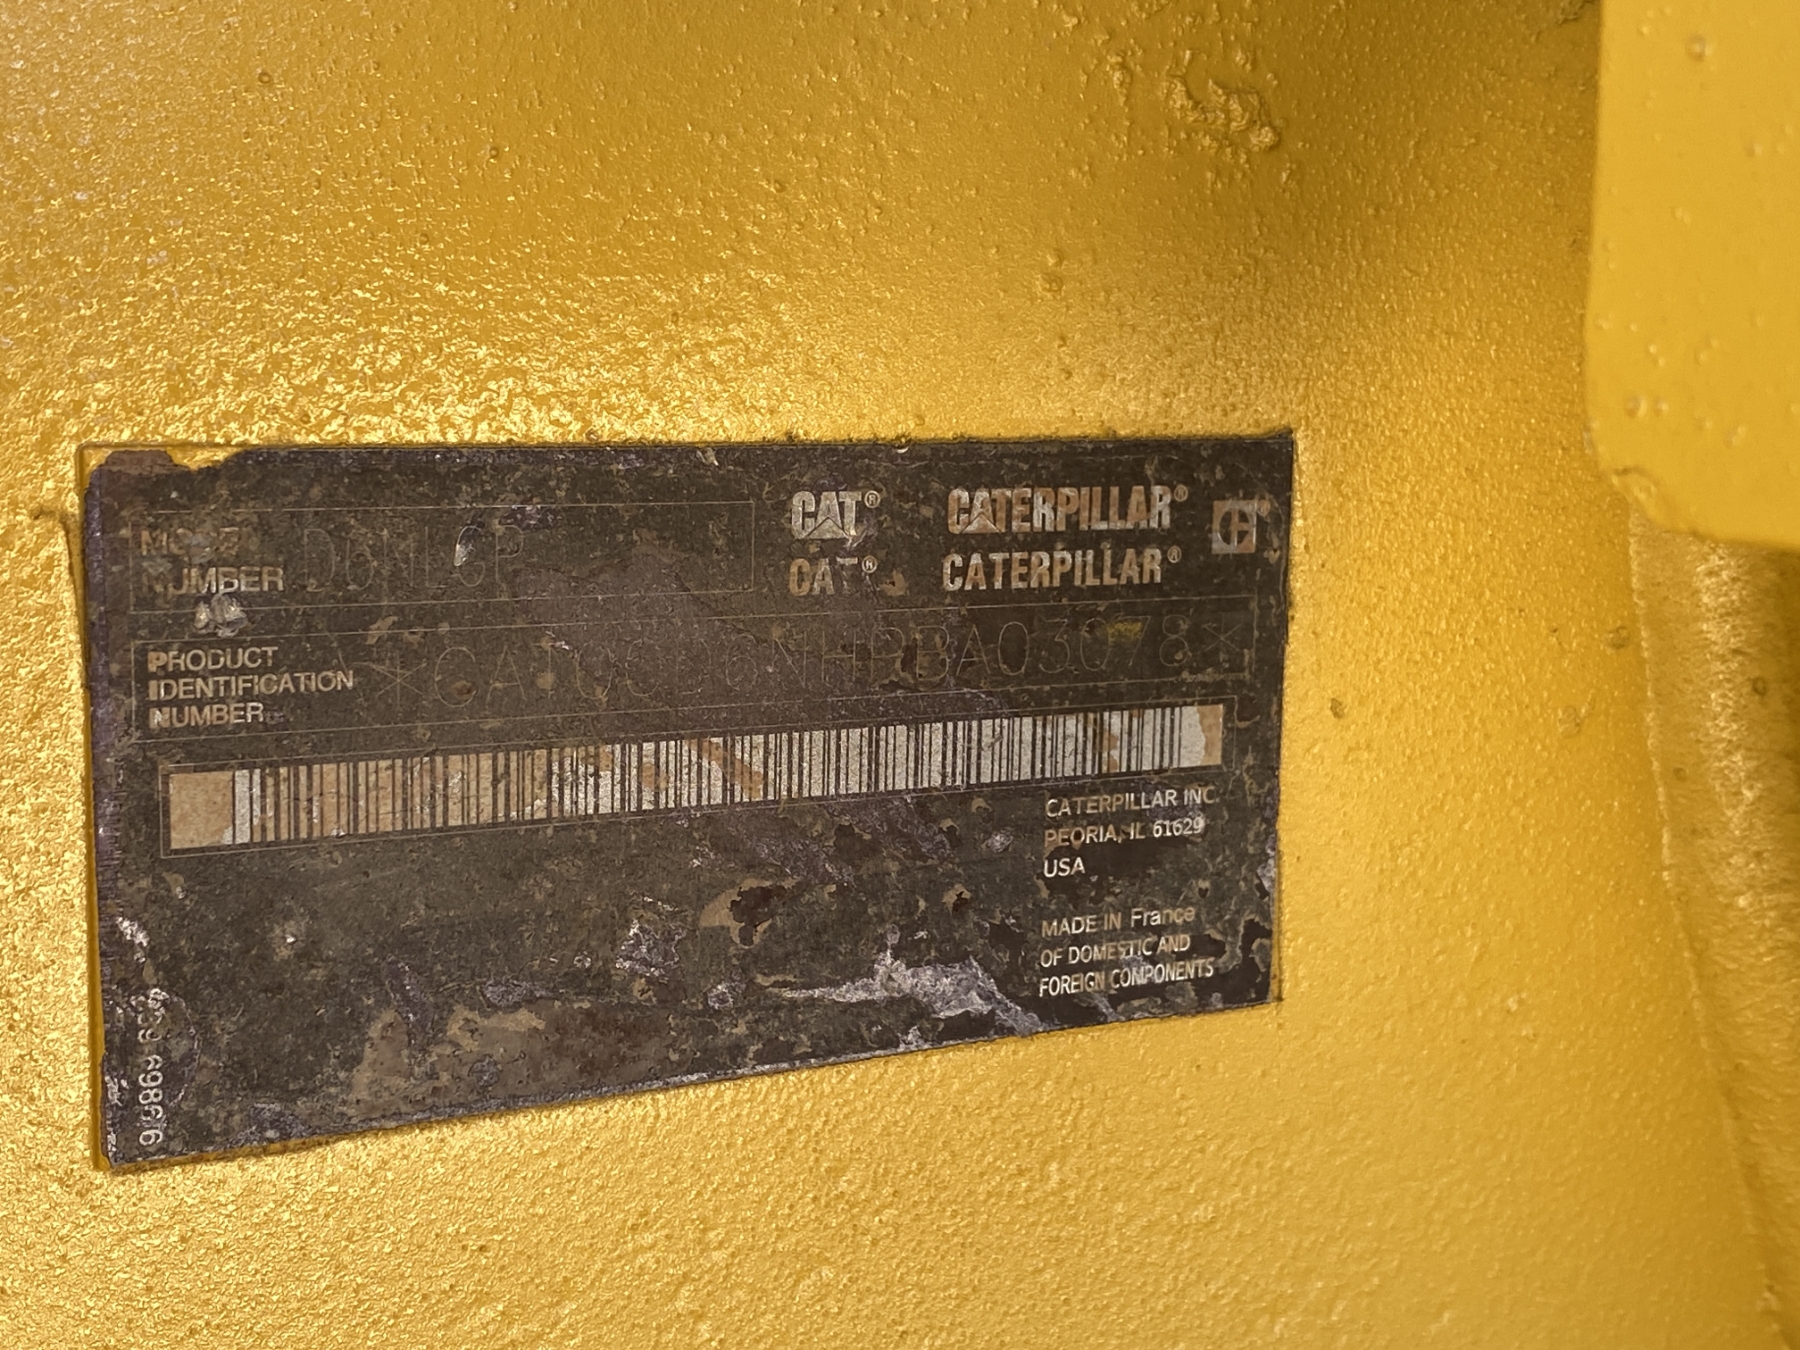 NUMBER D6NLGP
CAT® CATERPILLAR®
CAT® CATERPILLAR®
PRODUCT
IDENTIFICATION
NUMBER
CATERPILLAR INC.
PEORIA, IL 61629
USA
MADE IN France
OF DOMESTIC AND
FOREIGN COMPONENTS